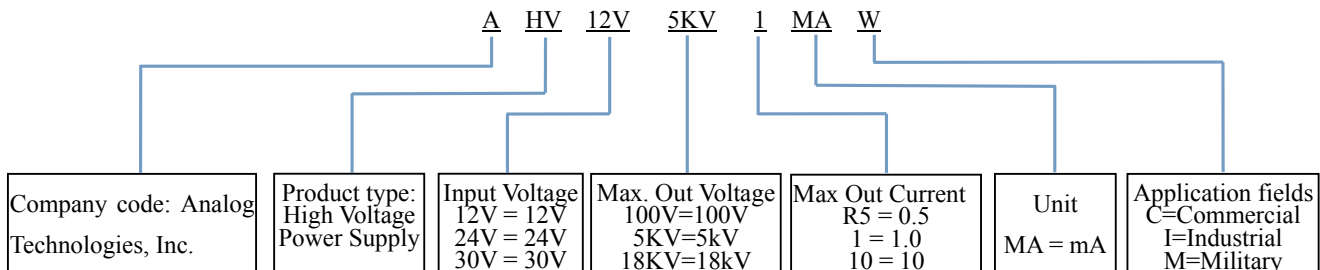 A HV 12V 5KV 1 MA W
Company code: Analog
Technologies, Inc.
Product type:
High Voltage
Power Supply
Input Voltage
12V = 12V
24V = 24V
30V = 30V
Max. Out Voltage
100V=100V
5KV=5kV
18KV=18kV
Max Out Current
R5 = 0.5
1 = 1.0
10 = 10
Unit
MA = mA
Application fields
C=Commercial
I=Industrial
M=Military